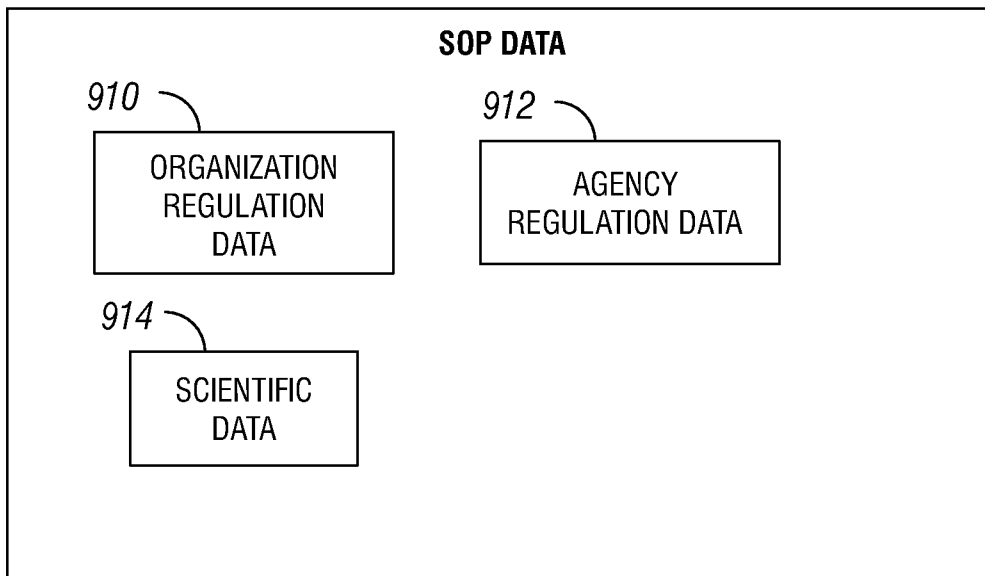 SOP DATA
910
ORGANIZATION
REGULATION
DATA
912
AGENCY
REGULATION DATA
914
SCIENTIFIC
DATA